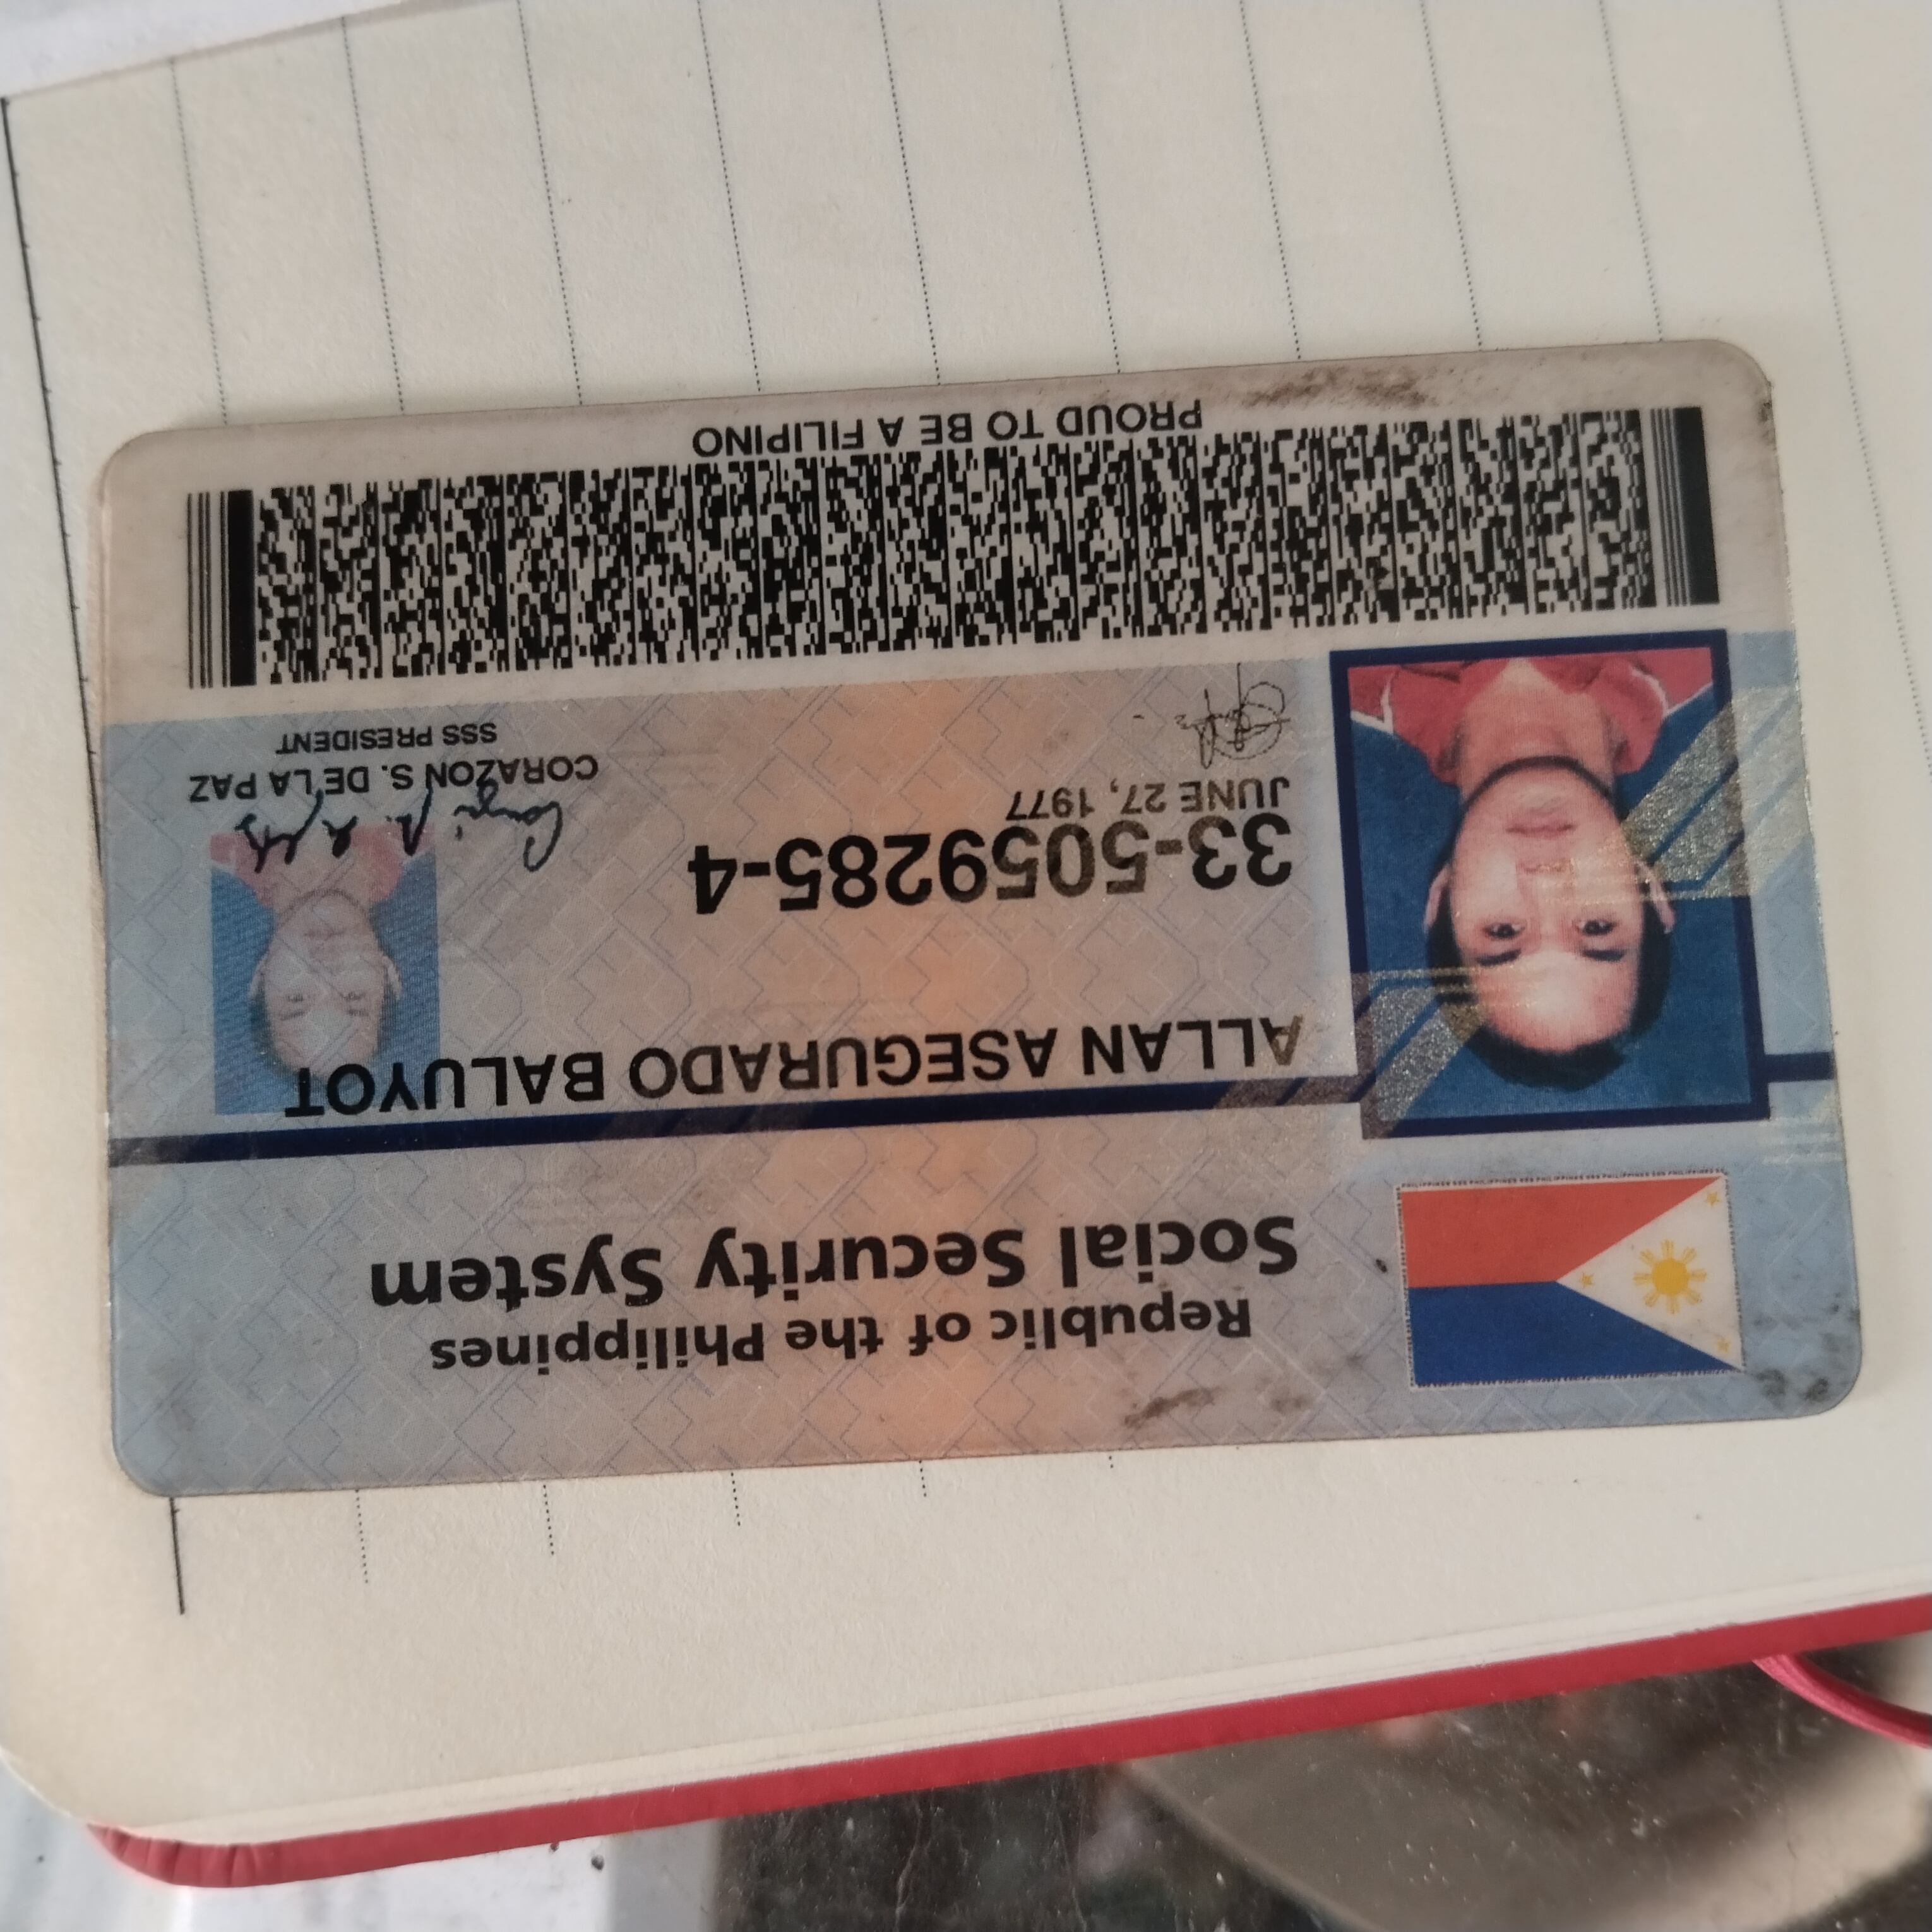 Republic of the Philippines
Social Security System
ALLAN ASEGURADO BALUYOT
33-5059285-4
JUNE 27, 1977
CORAZON S. DE LA PAZ
SSS PRESIDENT
PROUD TO BE A FILIPINO